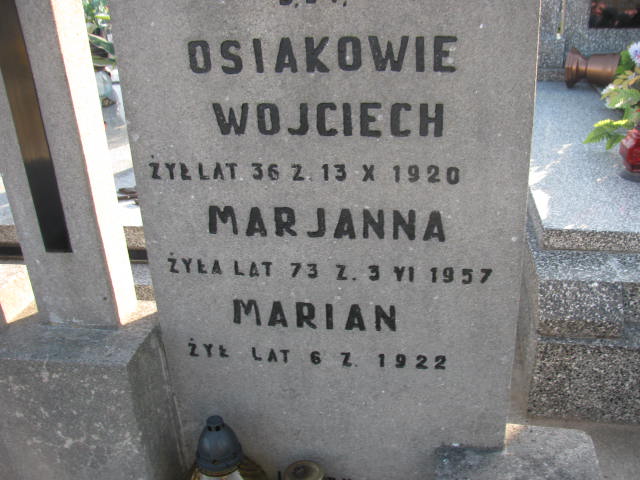 Ś.P.
OSIAKOWIE
WOJCIECH
ŻYŁ LAT. 36 Z. 13 X 1920
MARJANNA
ŻYŁA LAT 73 Z. 3 VI 1957
MARIAN
ŻYŁ LAT 6 Z. 1922